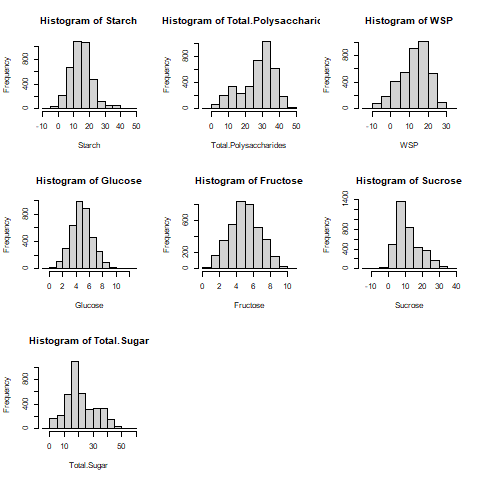 Histogram of Starch
Frequency
0 400 800
-10 0 10 20 30 40 50
Starch
Histogram of Total.Polysaccharic
Frequency
0 400 800
0 10 20 30 40 50
Total.Polysaccharides
Histogram of WSP
Frequency
0 400 800
-10 0 10 20 30
WSP
Histogram of Glucose
Frequency
0 400 800
0 2 4 6 8 10
Glucose
Histogram of Fructose
Frequency
0 200 600
0 2 4 6 8 10
Fructose
Histogram of Sucrose
Frequency
0 400 800 1400
-10 0 10 20 30 40
Sucrose
Histogram of Total.Sugar
Frequency
0 400 800
0 10 30 50
Total.Sugar